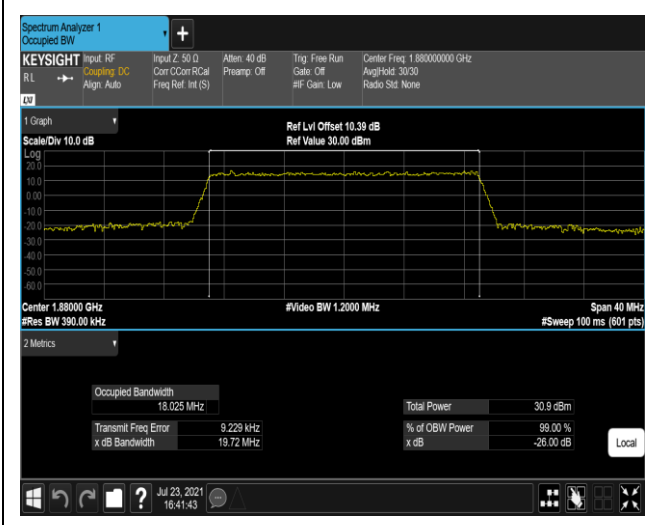 Spectrum Analyzer 1
Occupied BW
+
KEYSIGHT
RL
LXI
Input: RF
Coupling: DC
Align: Auto
Input Z: 50 Ω
Corr CCorr RCal
Freq Ref: Int (S)
Atten: 40 dB
Preamp: Off
Trig: Free Run
Gate: Off
#IF Gain: Low
Center Freq: 1.880000000 GHz
Avg|Hold: 30/30
Radio Std: None
1 Graph
Scale/Div 10.0 dB
Ref Lvl Offset 10.39 dB
Ref Value 30.00 dBm
Log
20.0
10.0
0.00
-10.0
-20.0
-30.0
-40.0
-50.0
-60.0
Center 1.88000 GHz
#Res BW 390.00 kHz
#Video BW 1.2000 MHz
Span 40 MHz
#Sweep 100 ms (601 pts)
2 Metrics
Occupied Bandwidth
18.025 MHz
Total Power 30.9 dBm
Transmit Freq Error 9.229 kHz
% of OBW Power 99.00 %
x dB Bandwidth 19.72 MHz
x dB -26.00 dB
Local
?
Jul 23, 2021
16:41:43